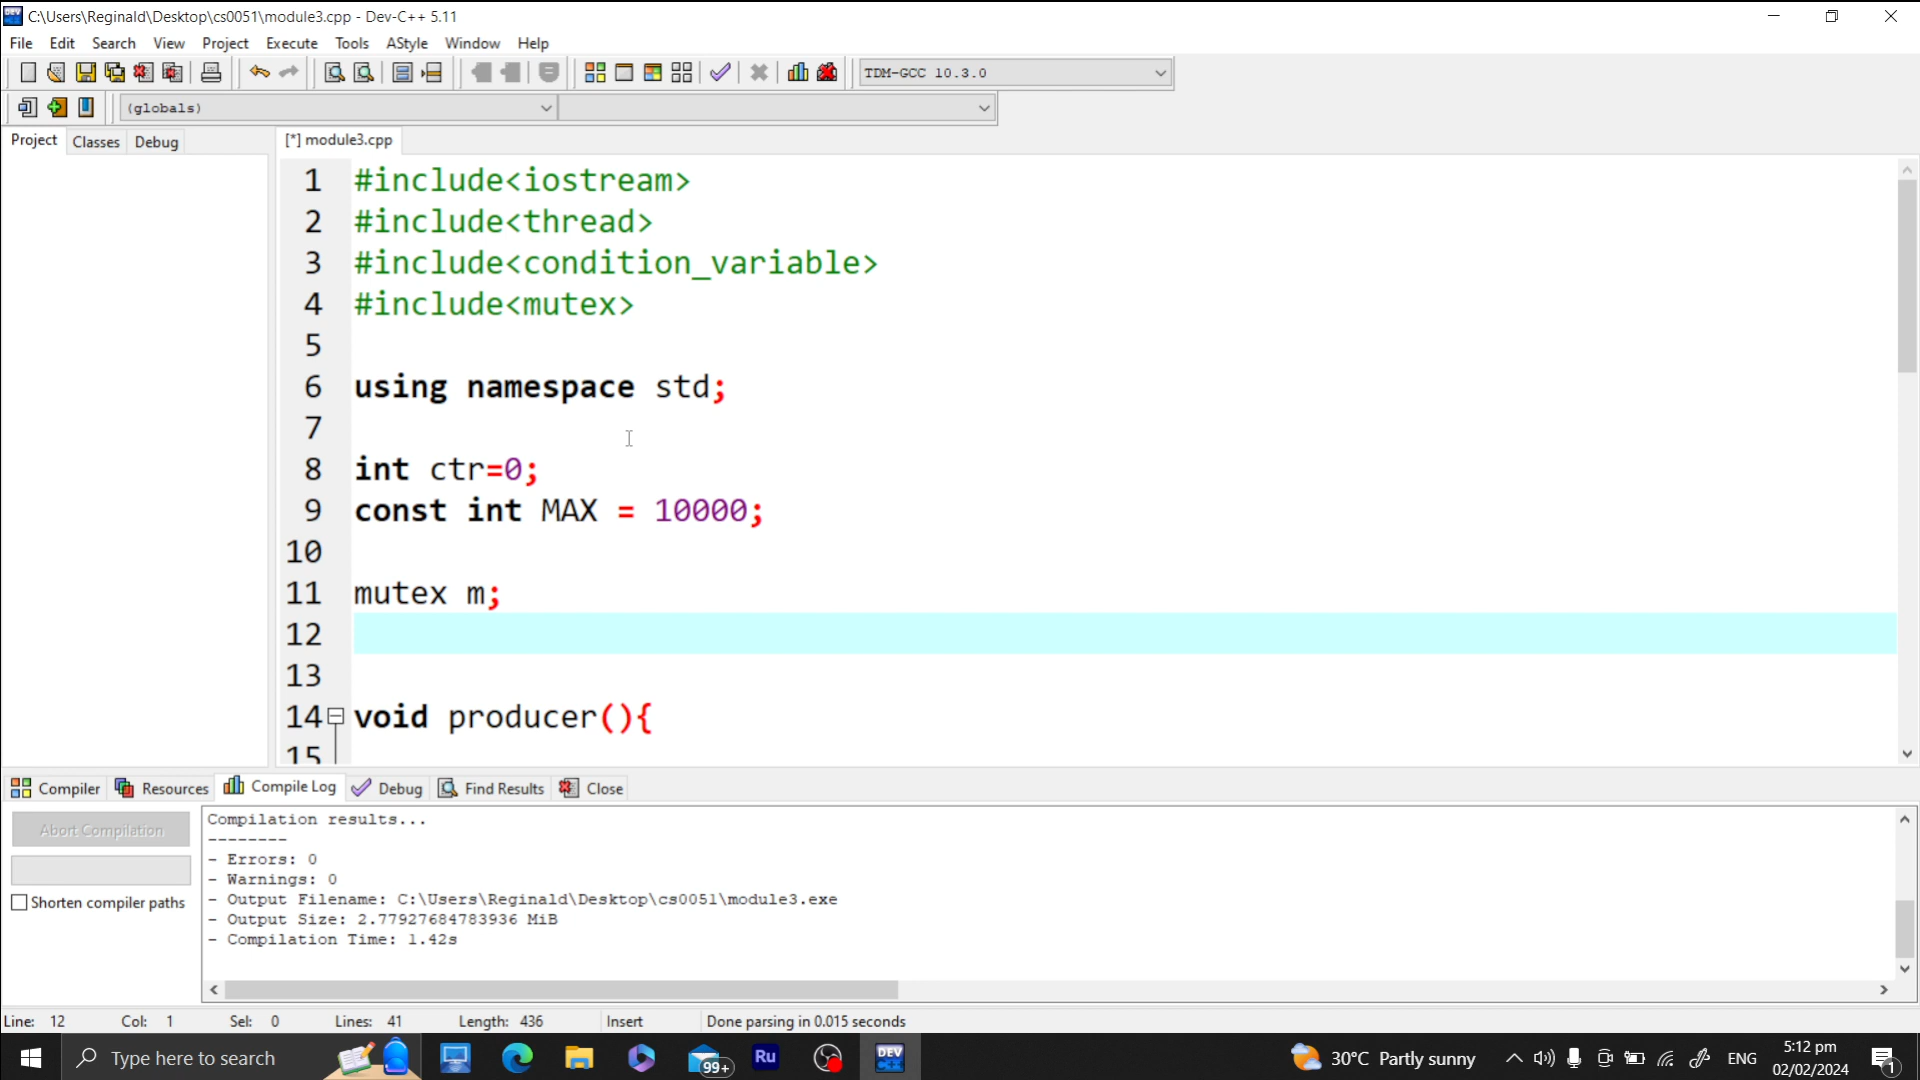 C:\Users\Reginald\Desktop\cs0051\module3.cpp - Dev-C++ 5.11
File Edit Search View Project Execute Tools AStyle Window Help
TDM-GCC 10.3.0
(globals)
Project Classes Debug
[*] module3.cpp
1 #include<iostream>
2 #include<thread>
3 #include<condition_variable>
4 #include<mutex>
5
6 using namespace std;
7
8 int ctr=0;
9 const int MAX = 10000;
10
11 mutex m;
12
13
14 void producer(){
15
Compiler Resources Compile Log Debug Find Results Close
Abort Compilation
Shorten compiler paths
Compilation results...
--------
- Errors: 0
- Warnings: 0
- Output Filename: C:\Users\Reginald\Desktop\cs0051\module3.exe
- Output Size: 2.77927684783936 MiB
- Compilation Time: 1.42s
Line: 12 Col: 1 Sel: 0 Lines: 41 Length: 436 Insert Done parsing in 0.015 seconds
Type here to search
99+
Ru
DEV
30°C Partly sunny
ENG
5:12 pm
02/02/2024
1